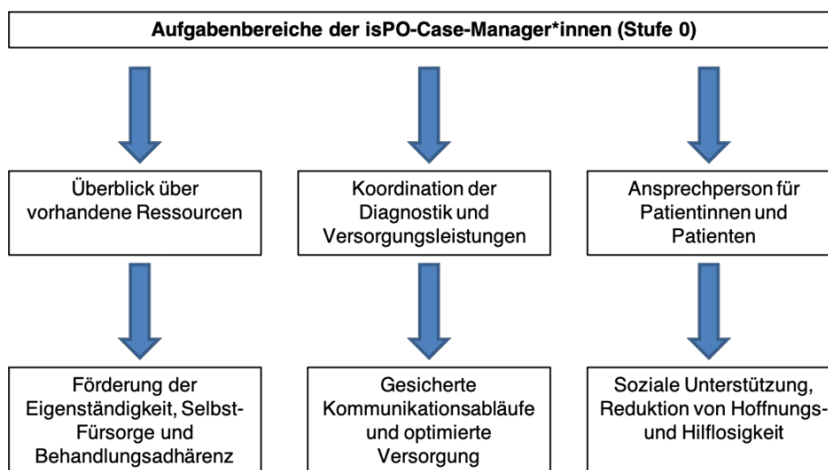 Aufgabenbereiche der isPO-Case-Manager*innen (Stufe 0)
Überblick über
vorhandene Ressourcen
Koordination der
Diagnostik und
Versorgungsleistungen
Ansprechperson für
Patientinnen und
Patienten
Förderung der
Eigenständigkeit, Selbst-
Fürsorge und
Behandlungsadhärenz
Gesicherte
Kommunikationsabläufe
und optimierte
Versorgung
Soziale Unterstützung,
Reduktion von Hoffnungs-
und Hilflosigkeit